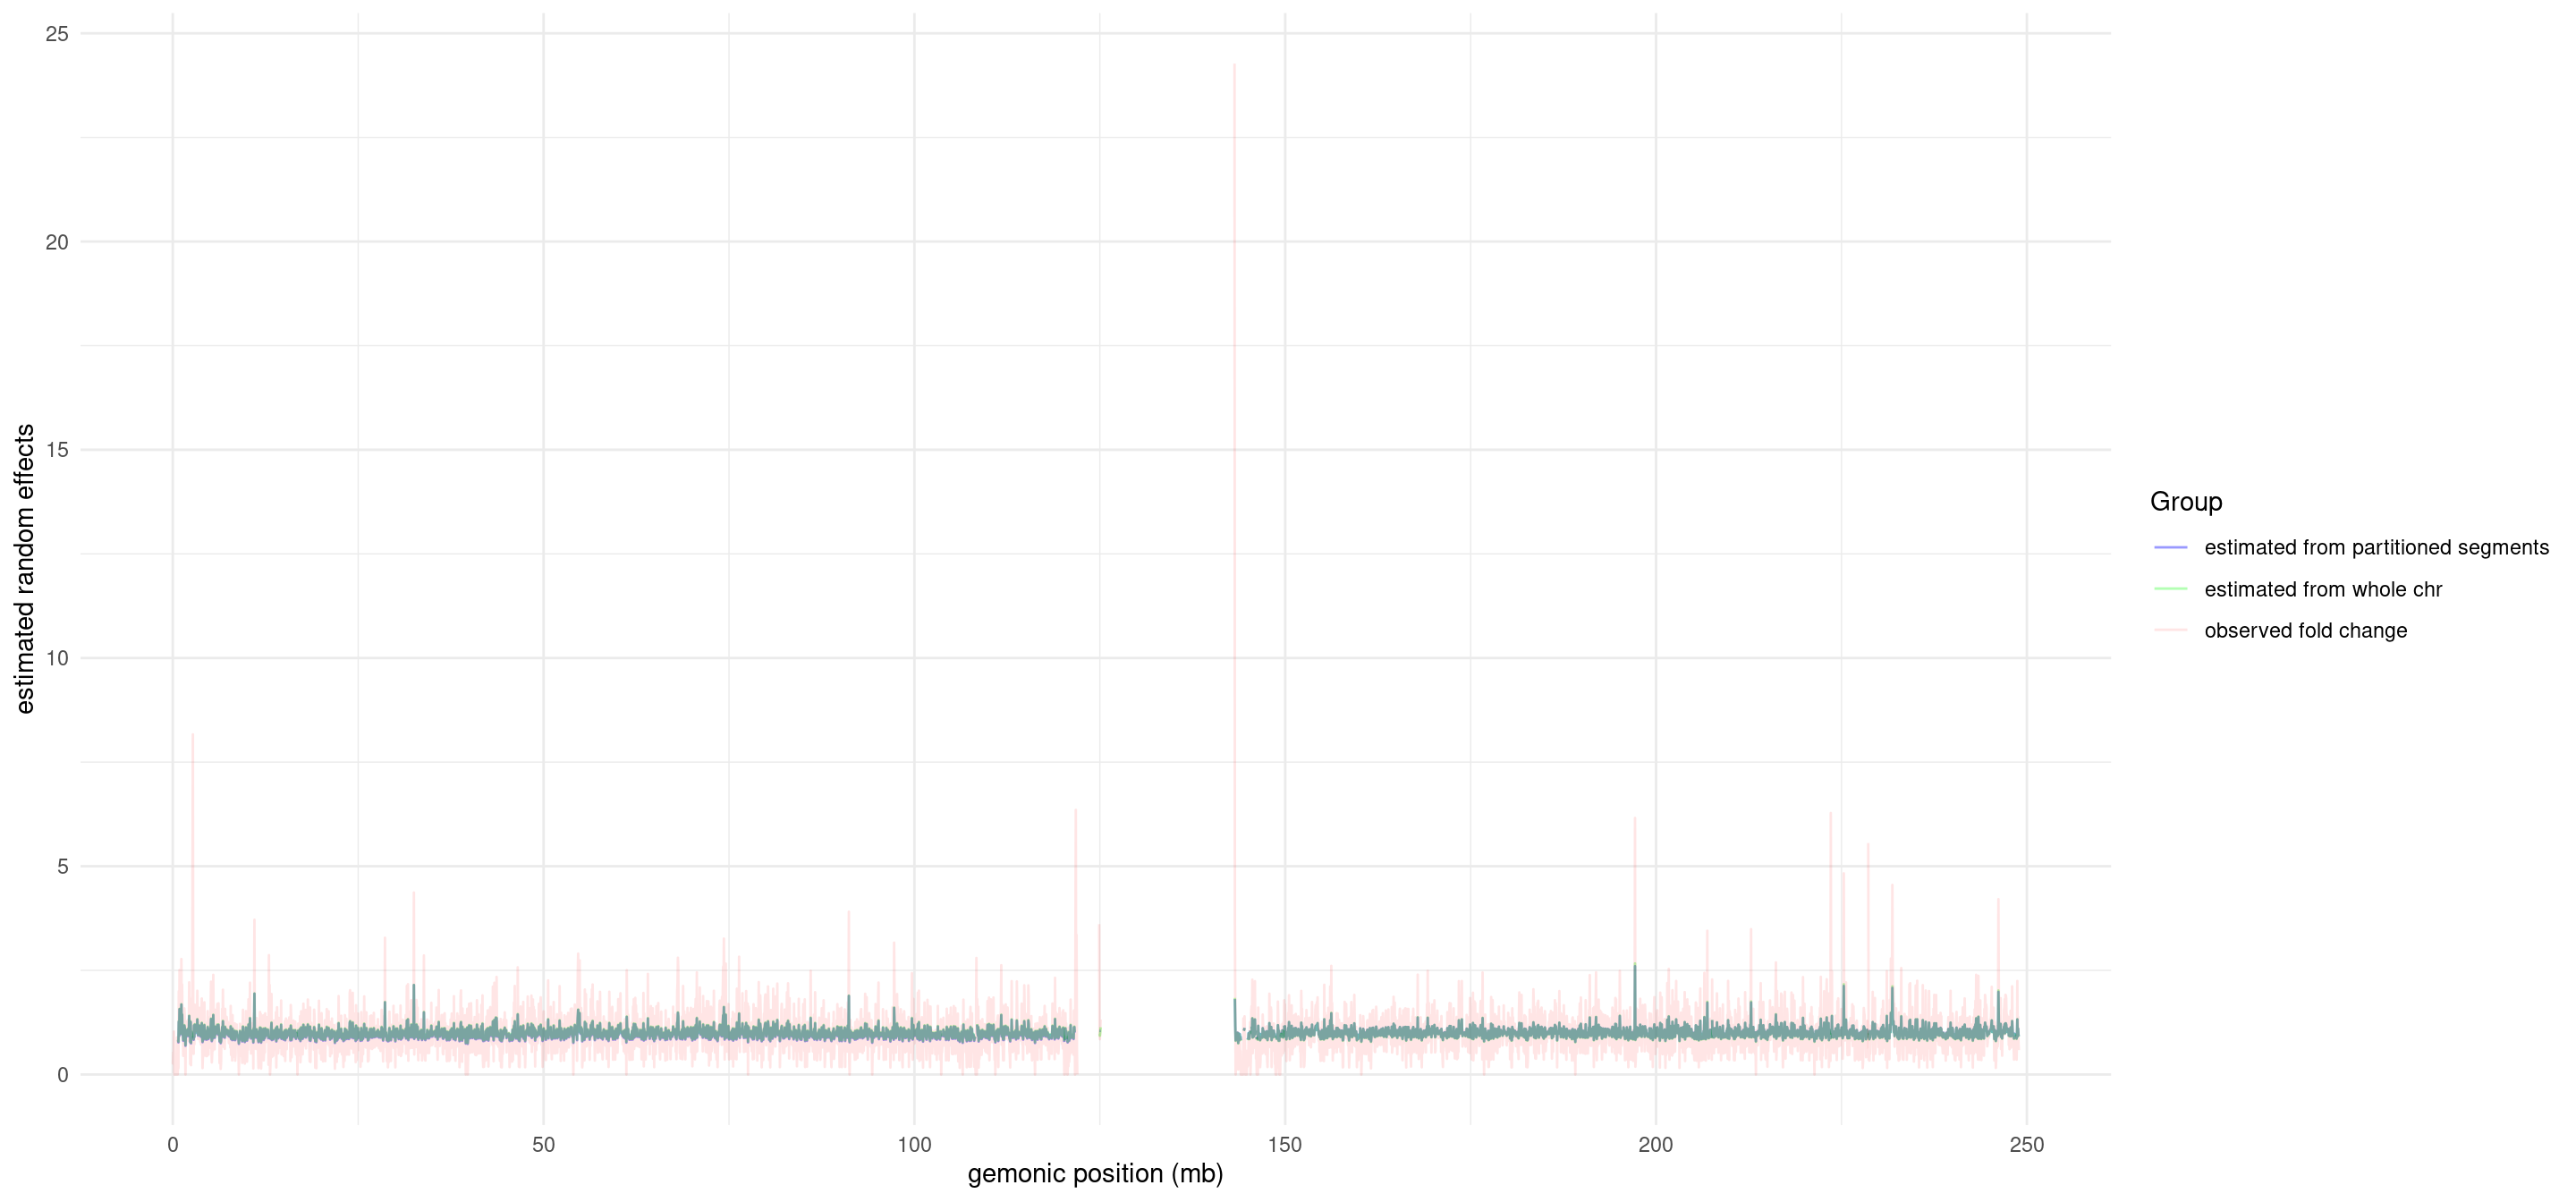 25
20
15
10
5
0
estimated random effects
0
50
100
150
200
250
gemonic position (mb)
Group
estimated from partitioned segments
estimated from whole chr
observed fold change